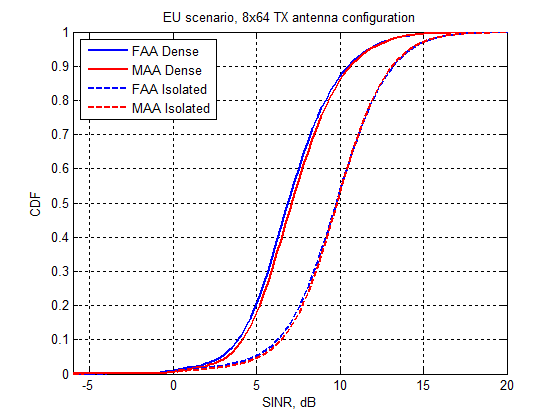 EU scenario, 8x64 TX antenna configuration
1
0.9
0.8
0.7
0.6
0.5
0.4
0.3
0.2
0.1
0
CDF
FAA Dense
MAA Dense
FAA Isolated
MAA Isolated
-5 0 5 10 15 20
SINR, dB